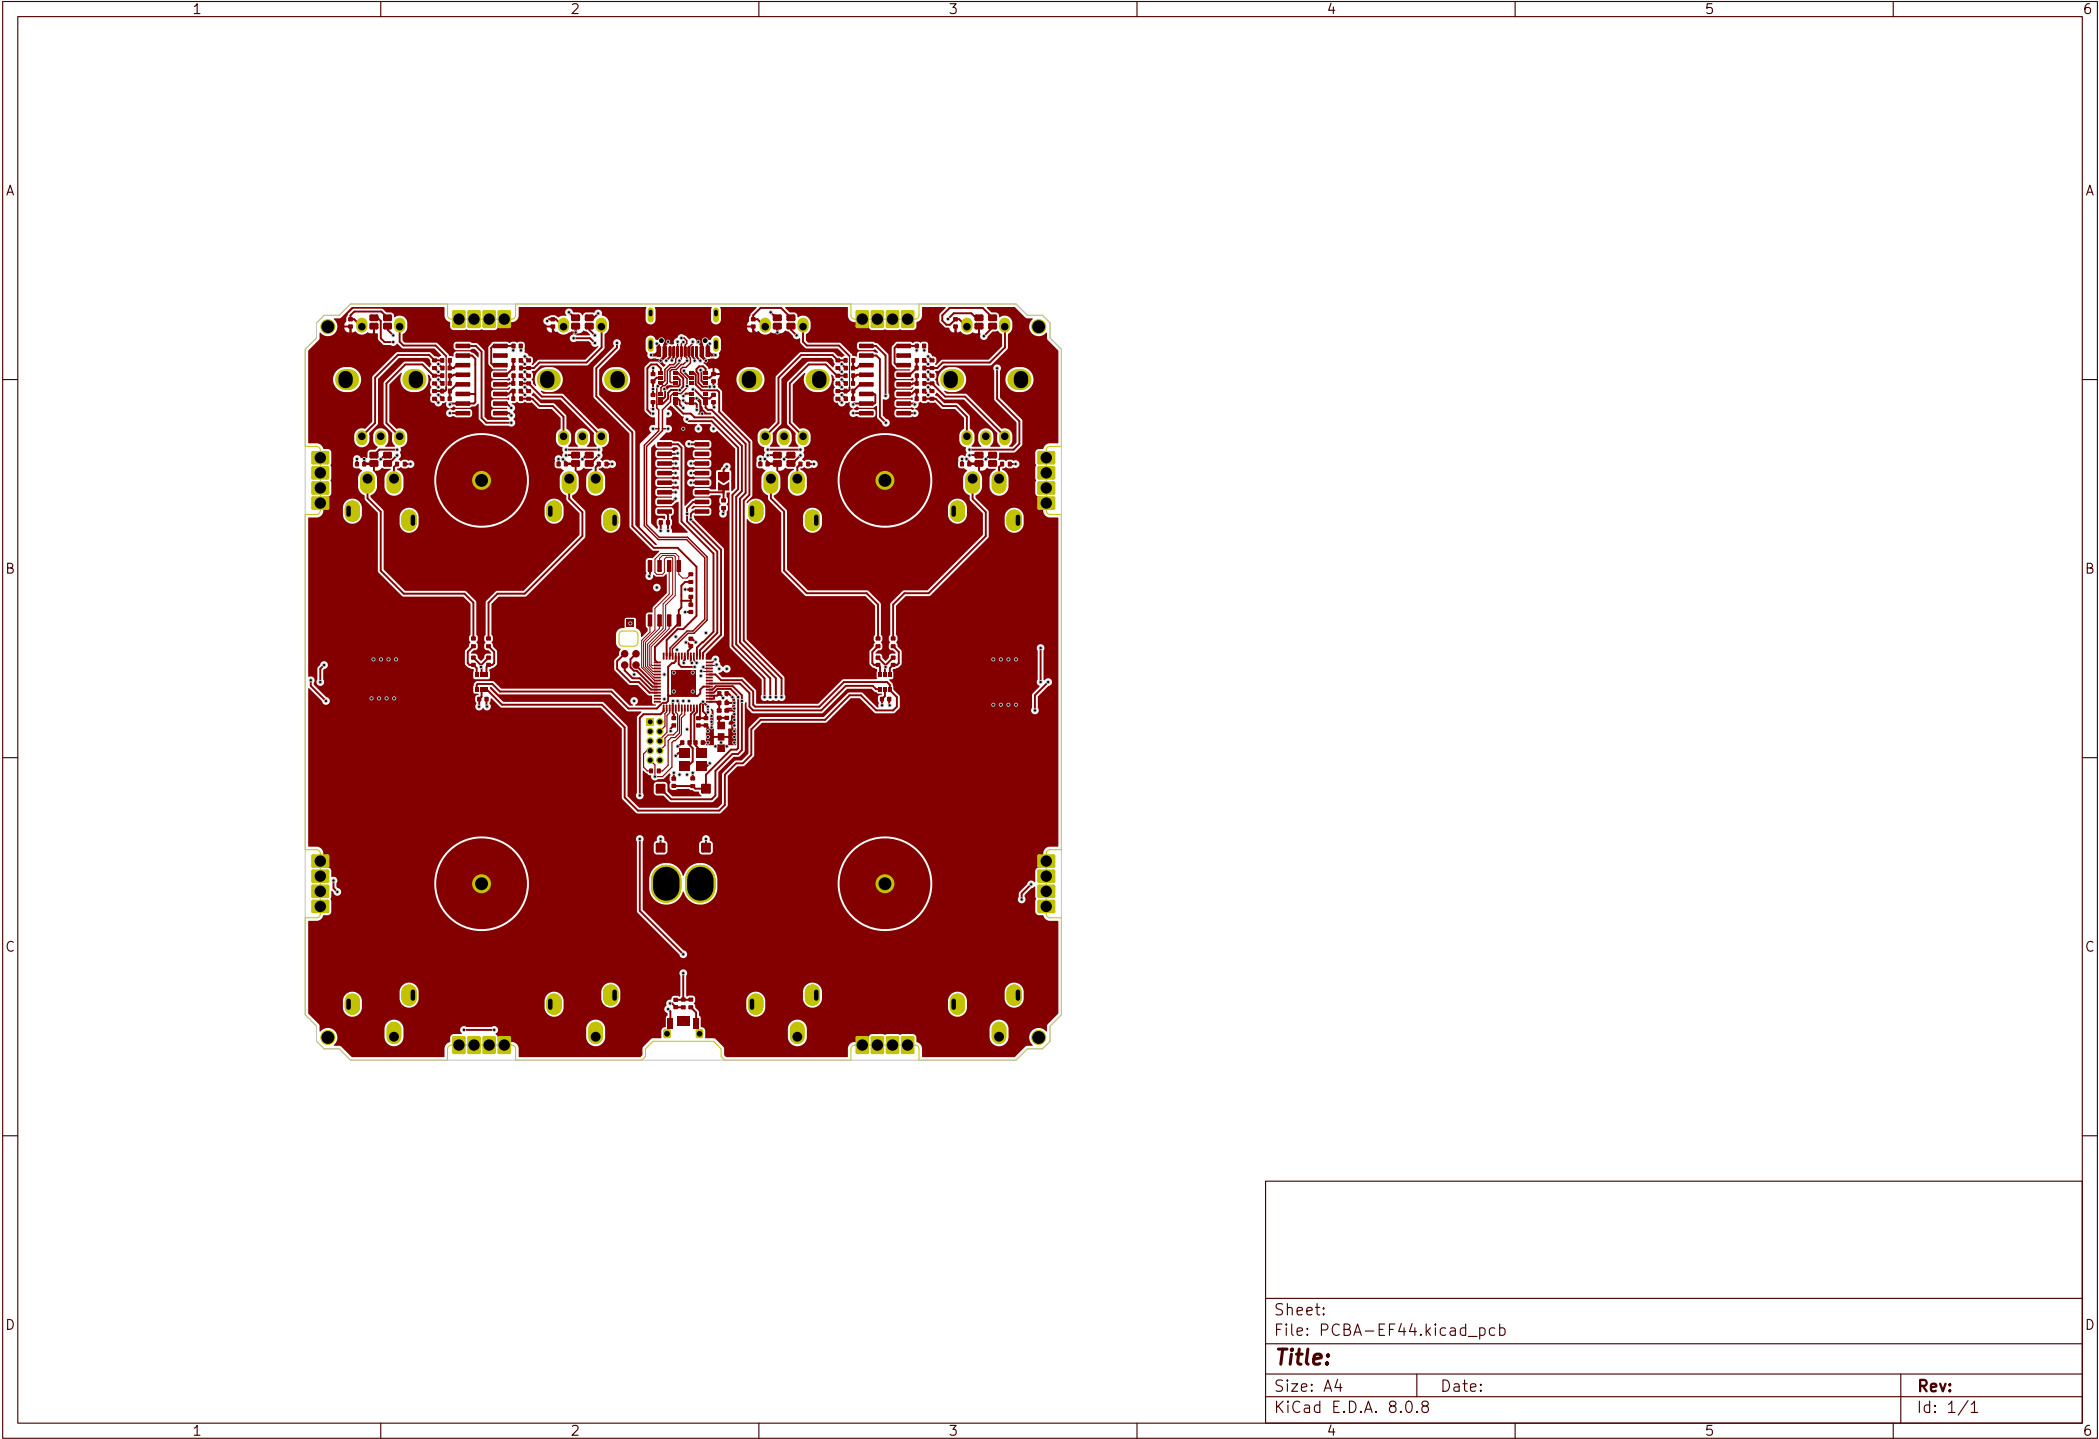 1 2 3 4 5 6
A A
B B
C C
D D
Sheet:
File: PCBA-EF44.kicad_pcb
Title:
Size: A4 Date: Rev:
KiCad E.D.A. 8.0.8 Id: 1/1
1 2 3 4 5 6